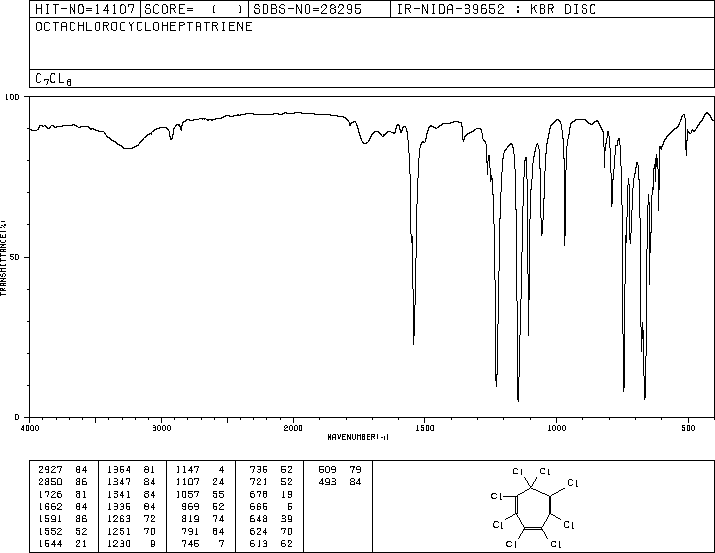 HIT-NO=14107 SCORE= ( ) SDBS-NO=28295 IR-NIDA-39652 : KBR DISC
OCTACHLOROCYCLOHEPTATRIENE
C7CL8
100
50
0
TRANSMITTANCE(%)
4000 3000 2000 1500 1000 500
WAVENUMBER(-1)
2927 84 1364 81 1147 4 736 52 509 79
2850 86 1347 84 1107 24 721 52 493 84
1726 81 1341 84 1057 55 678 19
1662 84 1336 84 969 52 666 5
1591 86 1263 72 819 74 648 39
1552 52 1251 70 791 64 624 70
1544 21 1230 9 745 7 613 62
Cl Cl
Cl Cl
Cl Cl
Cl Cl